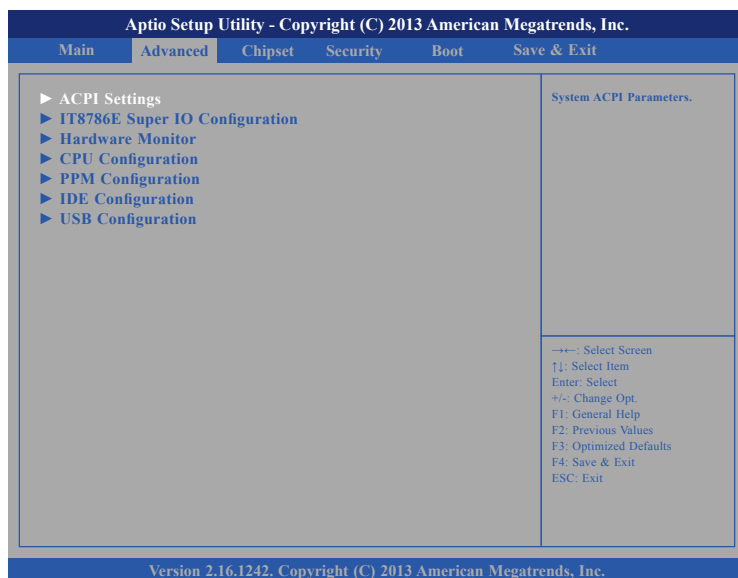 Aptio Setup Utility - Copyright (C) 2013 American Megatrends, Inc.
Main Advanced Chipset Security Boot Save & Exit
► ACPI Settings
► IT8786E Super IO Configuration
► Hardware Monitor
► CPU Configuration
► PPM Configuration
► IDE Configuration
► USB Configuration
System ACPI Parameters.
→←: Select Screen
↑↓: Select Item
Enter: Select
+/-: Change Opt.
F1: General Help
F2: Previous Values
F3: Optimized Defaults
F4: Save & Exit
ESC: Exit
Version 2.16.1242. Copyright (C) 2013 American Megatrends, Inc.